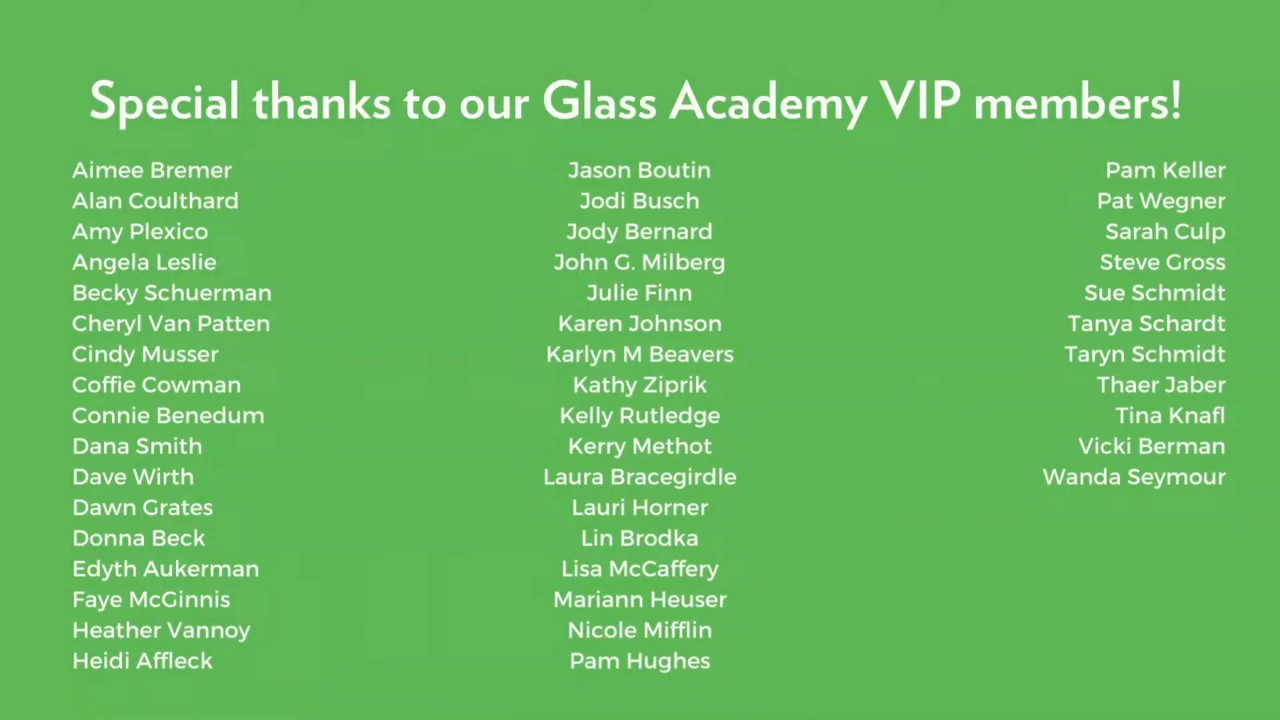 Special thanks to our Glass Academy VIP members!
Aimee Bremer
Alan Coulthard
Amy Plexico
Angela Leslie
Becky Schuerman
Cheryl Van Patten
Cindy Musser
Coffie Cowman
Connie Benedum
Dana Smith
Dave Wirth
Dawn Grates
Donna Beck
Edyth Aukerman
Faye McGinnis
Heather Vannoy
Heidi Affleck
Jason Boutin
Jodi Busch
Jody Bernard
John G. Milberg
Julie Finn
Karen Johnson
Karlyn M Beavers
Kathy Ziprik
Kelly Rutledge
Kerry Methot
Laura Bracegirdle
Lauri Horner
Lin Brodka
Lisa McCaffery
Mariann Heuser
Nicole Mifflin
Pam Hughes
Pam Keller
Pat Wegner
Sarah Culp
Steve Gross
Sue Schmidt
Tanya Schardt
Taryn Schmidt
Thaer Jaber
Tina Knafl
Vicki Berman
Wanda Seymour